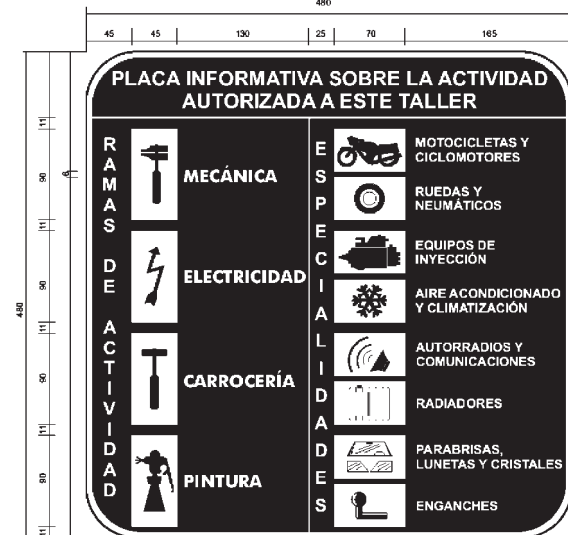 480
45 45 130 25 70 165
PLACA INFORMATIVA SOBRE LA ACTIVIDAD
AUTORIZADA A ESTE TALLER
RAMAS DE ACTIVIDAD
MECÁNICA
ELECTRICIDAD
CARROCERÍA
PINTURA
ESPECIALIDADES
MOTOCICLETAS Y
CICLOMOTORES
RUEDAS Y
NEUMÁTICOS
EQUIPOS DE
INYECCIÓN
AIRE ACONDICIONADO
Y CLIMATIZACIÓN
AUTORRADIOS Y
COMUNICACIONES
RADIADORES
PARABRISAS,
LUNETAS Y CRISTALES
ENGANCHES
480
11
90
11
90
11
90
11
90
11
6